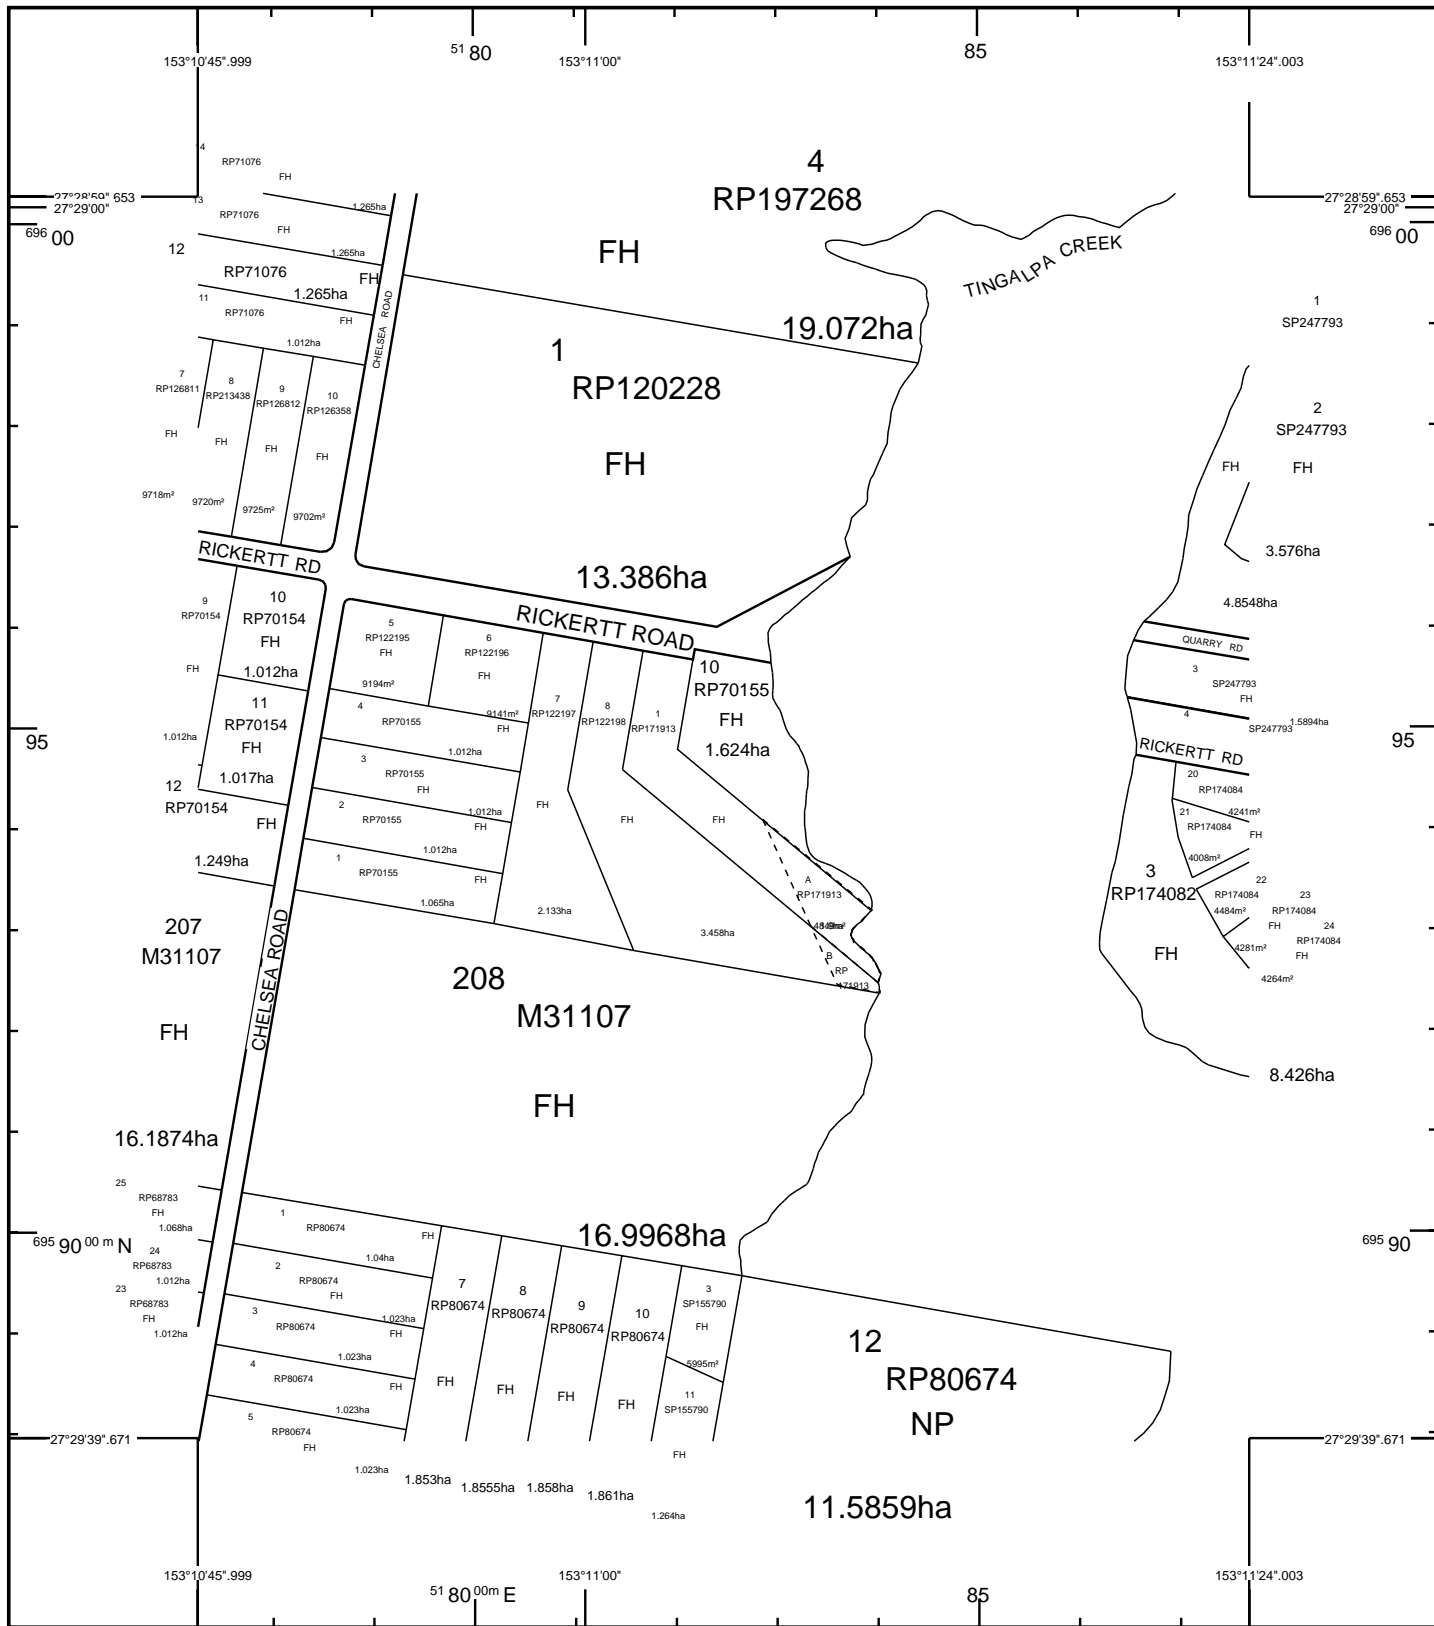 51 80
85
153°10'45".999
153°11'00"
153°11'24".003
27°28'59".653
27°29'00"
696 00
27°28'59".653
27°29'00"
696 00
14
RP71076
FH
13
RP71076
FH
1.265ha
12
RP71076
FH
1.265ha
1.265ha
11
RP71076
FH
1.012ha
CHELSEA ROAD
4
RP197268
FH
19.072ha
TINGALPA CREEK
1
SP247793
2
SP247793
FH
FH
3.576ha
4.8548ha
1
RP120228
FH
13.386ha
7
RP126811
FH
9718m²
8
RP213438
FH
9720m²
9
RP126812
FH
9725m²
10
RP126358
FH
9702m²
RICKERTT RD
RICKERTT ROAD
QUARRY RD
3
SP247793
FH
4
SP247793
1.5894ha
RICKERTT RD
9
RP70154
FH
1.012ha
10
RP70154
FH
1.012ha
11
RP70154
FH
1.017ha
12
RP70154
FH
1.249ha
5
RP122195
FH
9194m²
6
RP122196
FH
9141m²
7
RP122197
FH
2.133ha
8
RP122198
FH
3.458ha
1
RP171913
FH
10
RP70155
FH
1.624ha
4
RP70155
FH
1.012ha
3
RP70155
FH
1.012ha
2
RP70155
FH
1.012ha
1
RP70155
FH
1.065ha
A
RP171913
B
RP
171913
95
95
20
RP174084
4241m²
21
RP174084
FH
4008m²
22
RP174084
4484m²
23
RP174084
FH
4281m²
24
RP174084
FH
4264m²
3
RP174082
FH
8.426ha
207
M31107
FH
16.1874ha
CHELSEA ROAD
208
M31107
FH
16.9968ha
25
RP68783
FH
1.068ha
24
RP68783
1.012ha
23
RP68783
FH
1.012ha
695 90 00 m N
695 90
1
RP80674
FH
1.04ha
2
RP80674
FH
1.023ha
3
RP80674
FH
1.023ha
4
RP80674
FH
1.023ha
5
RP80674
FH
1.023ha
7
RP80674
FH
1.853ha
8
RP80674
FH
1.8555ha
9
RP80674
FH
1.858ha
10
RP80674
FH
1.861ha
3
SP155790
FH
5995m²
11
SP155790
FH
1.264ha
12
RP80674
NP
11.5859ha
27°29'39".671
27°29'39".671
153°10'45".999
153°11'00"
153°11'24".003
51 80 00m E
85